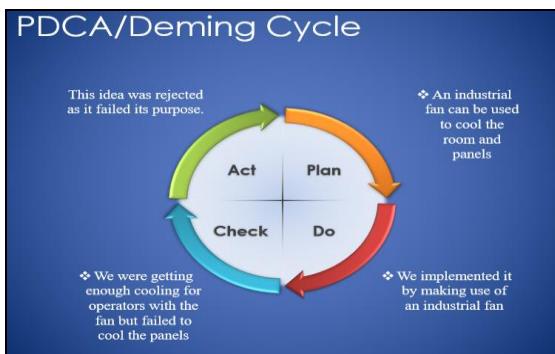 PDCA/Deming Cycle
This idea was rejected
as it failed its purpose.
❖ An industrial
fan can be used
to cool the
room and
panels
Act
Plan
Check
Do
❖ We were getting
enough cooling for
operators with the
fan but failed to
cool the panels
❖ We implemented it
by making use of
an industrial fan